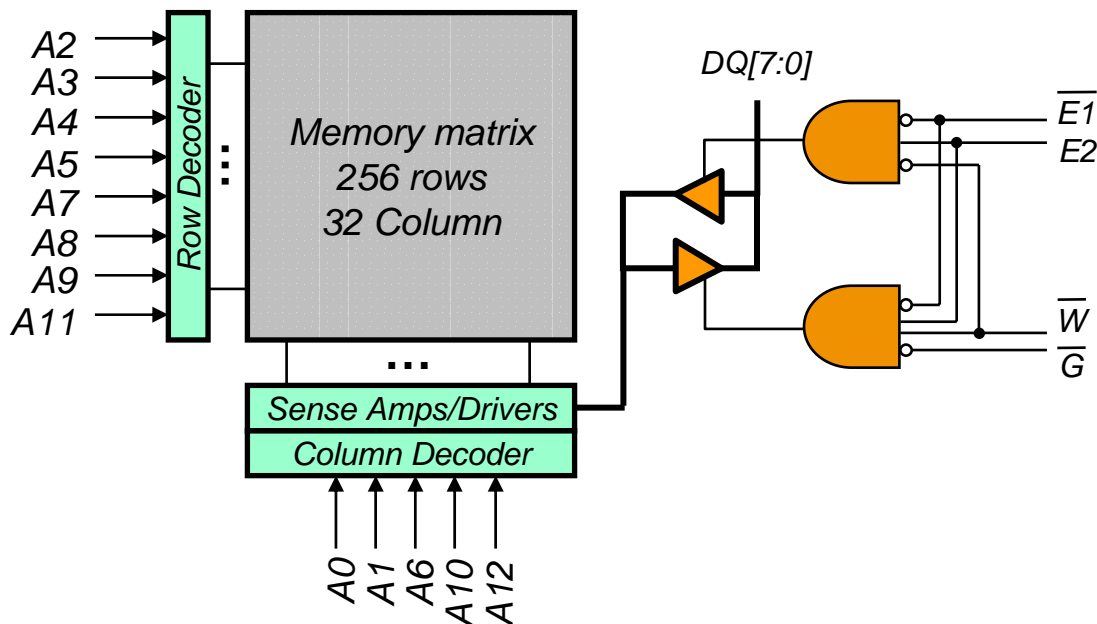 A2
A3
A4
A5
A7
A8
A9
A11
Row Decoder
...
Memory matrix
256 rows
32 Column
...
Sense Amps/Drivers
Column Decoder
A0
A1
A6
A10
A12
DQ[7:0]
E1
E2
W
G